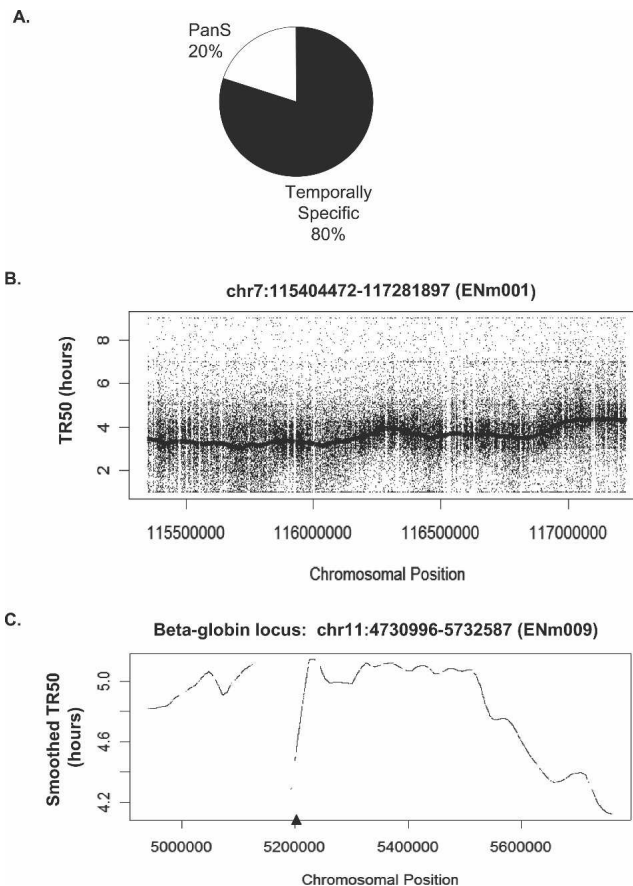 A.
PanS
20%
Temporally
Specific
80%
B.
chr7:115404472-117281897 (ENm001)
TR50 (hours)
8
6
4
2
115500000 116000000 116500000 117000000
Chromosomal Position
C.
Beta-globin locus: chr11:4730996-5732587 (ENm009)
Smoothed TR50
(hours)
5.0
4.6
4.2
5000000 5200000 5400000 5600000
Chromosomal Position